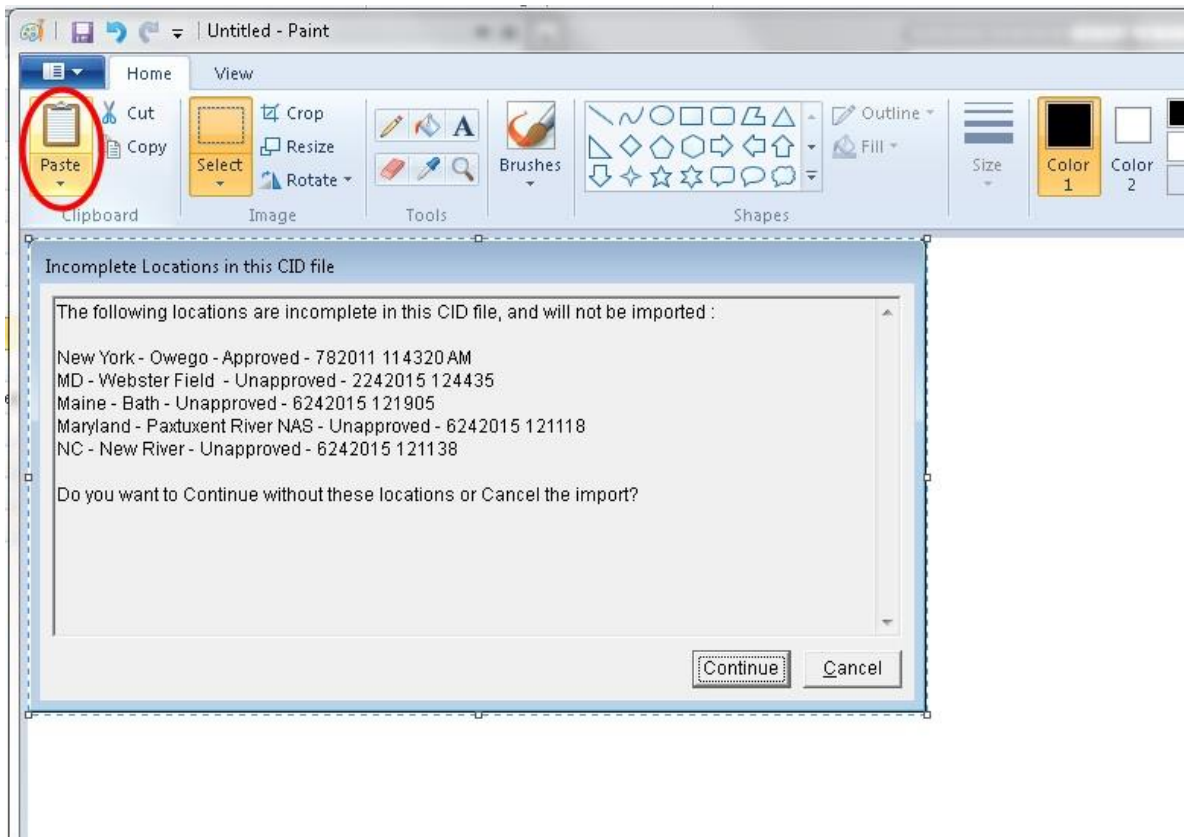 Untitled - Paint
Home View
Paste
Cut
Copy
Clipboard
Select
Crop
Resize
Rotate
Image
Tools
Brushes
Shapes
Outline
Fill
Size
Color 1
Color 2
Incomplete Locations in this CID file
The following locations are incomplete in this CID file, and will not be imported :
New York - Owego - Approved - 782011 114320 AM
MD - Webster Field - Unapproved - 2242015 124435
Maine - Bath - Unapproved - 6242015 121905
Maryland - Paxtuxent River NAS - Unapproved - 6242015 121118
NC - New River - Unapproved - 6242015 121138
Do you want to Continue without these locations or Cancel the import?
Continue Cancel